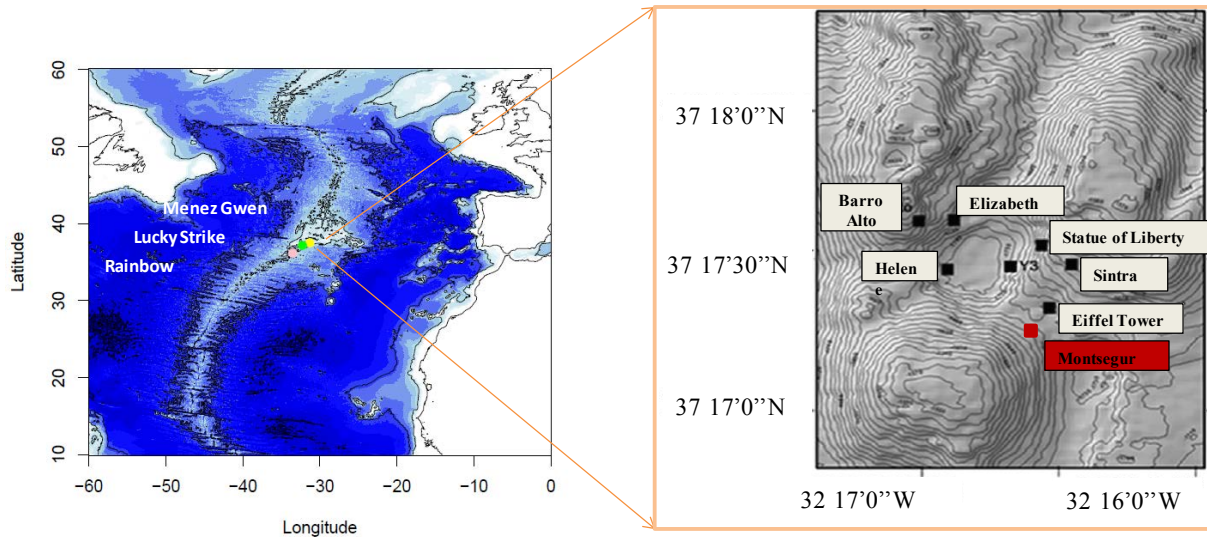 60
50
40
30
20
10
Latitude
Menez Gwen
Lucky Strike
Rainbow
−60
−50
−40
−30
−20
−10
0
Longitude
37 18’0’’N
37 17’30’’N
37 17’0’’N
Barro
Alto
Elizabeth
Statue of Liberty
Helen
e
Y3
Sintra
Eiffel Tower
Montsegur
32 17’0’’W
32 16’0’’W